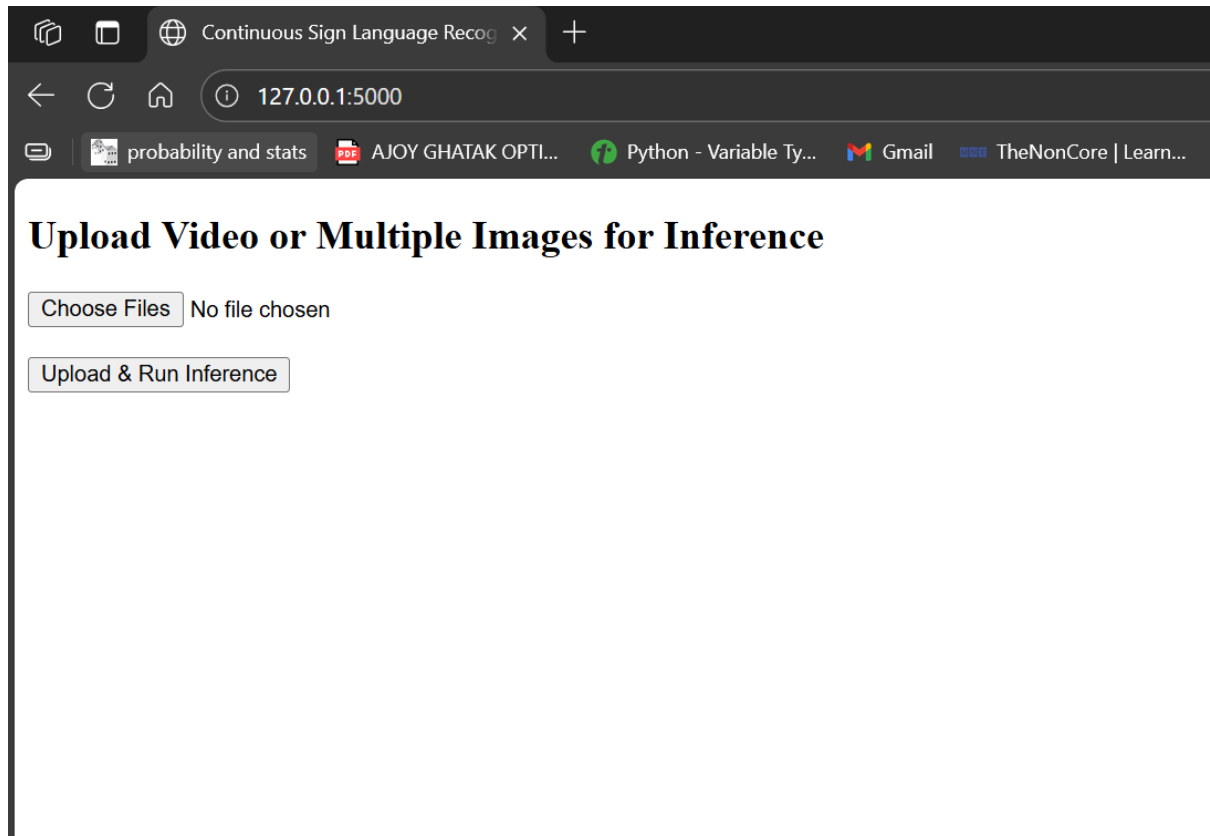 Continuous Sign Language Recog
127.0.0.1:5000
probability and stats PDF AJOY GHATAK OPTI... Python - Variable Ty... Gmail TheNonCore | Learn...
Upload Video or Multiple Images for Inference
Choose Files No file chosen
Upload & Run Inference